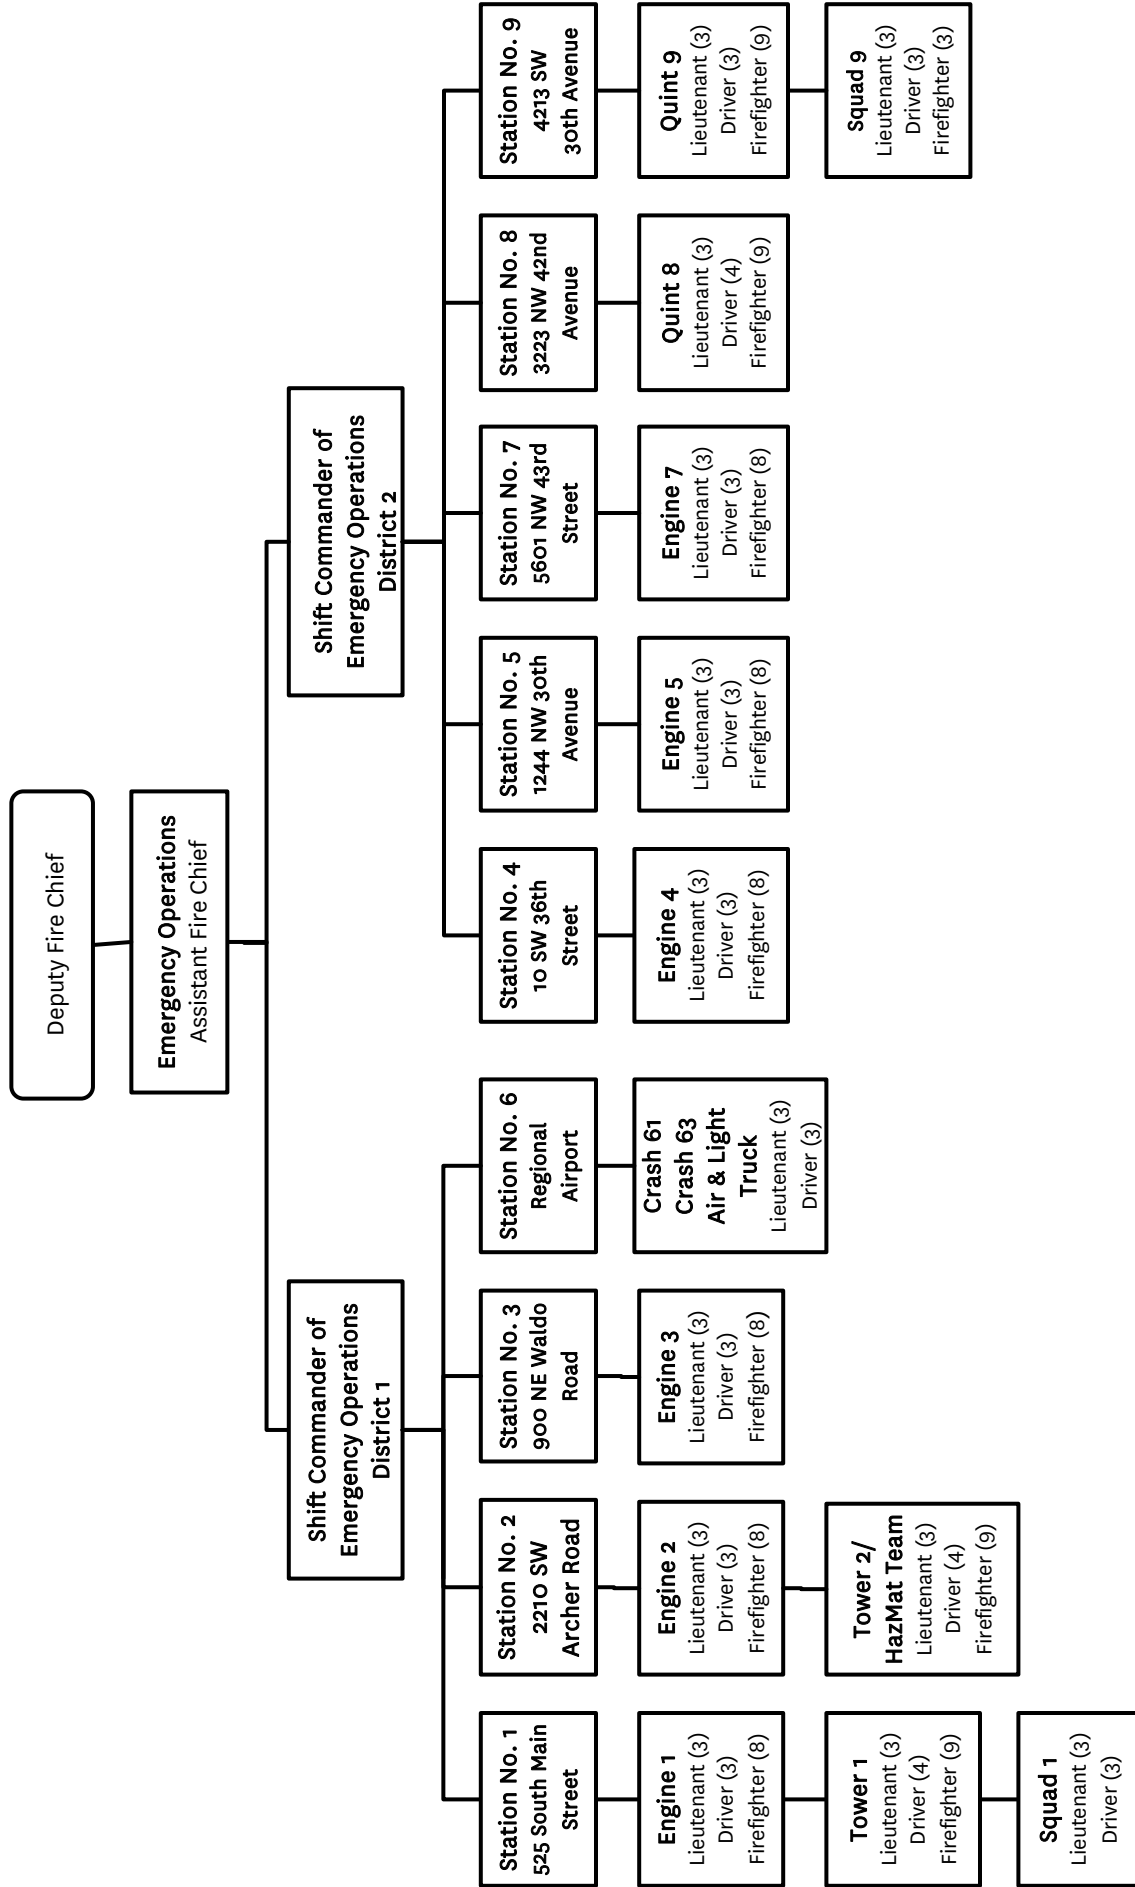 Deputy Fire Chief
Emergency Operations
Assistant Fire Chief
Shift Commander of
Emergency Operations
District 1
Shift Commander of
Emergency Operations
District 2
Station No. 1
525 South Main
Street
Engine 1
Lieutenant (3)
Driver (3)
Firefighter (8)
Tower 1
Lieutenant (3)
Driver (4)
Firefighter (9)
Squad 1
Lieutenant (3)
Driver (3)
Station No. 2
2210 SW
Archer Road
Engine 2
Lieutenant (3)
Driver (3)
Firefighter (8)
Tower 2/
HazMat Team
Lieutenant (3)
Driver (4)
Firefighter (9)
Station No. 3
900 NE Waldo
Road
Engine 3
Lieutenant (3)
Driver (3)
Firefighter (8)
Station No. 6
Regional
Airport
Crash 61
Crash 63
Air & Light
Truck
Lieutenant (3)
Driver (3)
Station No. 4
10 SW 36th
Street
Engine 4
Lieutenant (3)
Driver (3)
Firefighter (8)
Station No. 5
1244 NW 30th
Avenue
Engine 5
Lieutenant (3)
Driver (3)
Firefighter (8)
Station No. 7
5601 NW 43rd
Street
Engine 7
Lieutenant (3)
Driver (3)
Firefighter (8)
Station No. 8
3223 NW 42nd
Avenue
Quint 8
Lieutenant (3)
Driver (4)
Firefighter (9)
Station No. 9
4213 SW
30th Avenue
Quint 9
Lieutenant (3)
Driver (3)
Firefighter (9)
Squad 9
Lieutenant (3)
Driver (3)
Firefighter (3)